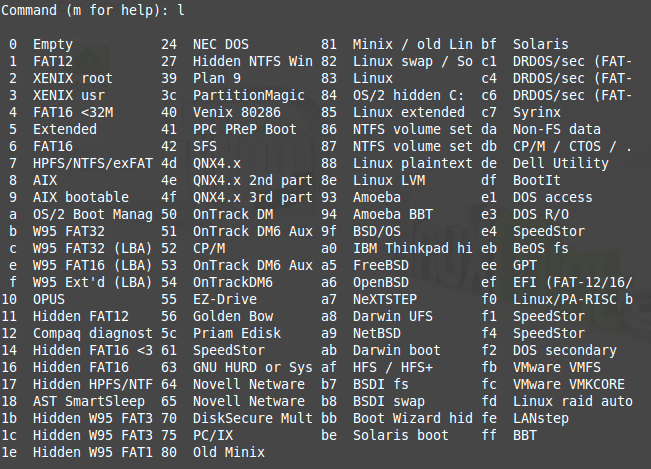 Command (m for help): l
0 Empty 24 NEC DOS 81 Minix / old Lin bf Solaris
1 FAT12 27 Hidden NTFS Win 82 Linux swap / So c1 DRDOS/sec (FAT-
2 XENIX root 39 Plan 9 83 Linux c4 DRDOS/sec (FAT-
3 XENIX usr 3c PartitionMagic 84 OS/2 hidden C: c6 DRDOS/sec (FAT-
4 FAT16 <32M 40 Venix 80286 85 Linux extended c7 Syrinx
5 Extended 41 PPC PReP Boot 86 NTFS volume set da Non-FS data
6 FAT16 42 SFS 87 NTFS volume set db CP/M / CTOS / .
7 HPFS/NTFS/exFAT 4d QNX4.x 88 Linux plaintext de Dell Utility
8 AIX 4e QNX4.x 2nd part 8e Linux LVM df BootIt
9 AIX bootable 4f QNX4.x 3rd part 93 Amoeba e1 DOS access
a OS/2 Boot Manag 50 OnTrack DM 94 Amoeba BBT e3 DOS R/O
b W95 FAT32 51 OnTrack DM6 Aux 9f BSD/OS e4 SpeedStor
c W95 FAT32 (LBA) 52 CP/M a0 IBM Thinkpad hi eb BeOS fs
e W95 FAT16 (LBA) 53 OnTrack DM6 Aux a5 FreeBSD ee GPT
f W95 Ext'd (LBA) 54 OnTrackDM6 a6 OpenBSD ef EFI (FAT-12/16/
10 OPUS 55 EZ-Drive a7 NeXTSTEP f0 Linux/PA-RISC b
11 Hidden FAT12 56 Golden Bow a8 Darwin UFS f1 SpeedStor
12 Compaq diagnost 5c Priam Edisk a9 NetBSD f4 SpeedStor
14 Hidden FAT16 <3 61 SpeedStor ab Darwin boot f2 DOS secondary
16 Hidden FAT16 63 GNU HURD or Sys af HFS / HFS+ fb VMware VMFS
17 Hidden HPFS/NTF 64 Novell Netware b7 BSDI fs fc VMware VMKCORE
18 AST SmartSleep 65 Novell Netware b8 BSDI swap fd Linux raid auto
1b Hidden W95 FAT3 70 DiskSecure Mult bb Boot Wizard hid fe LANstep
1c Hidden W95 FAT3 75 PC/IX be Solaris boot ff BBT
1e Hidden W95 FAT1 80 Old Minix